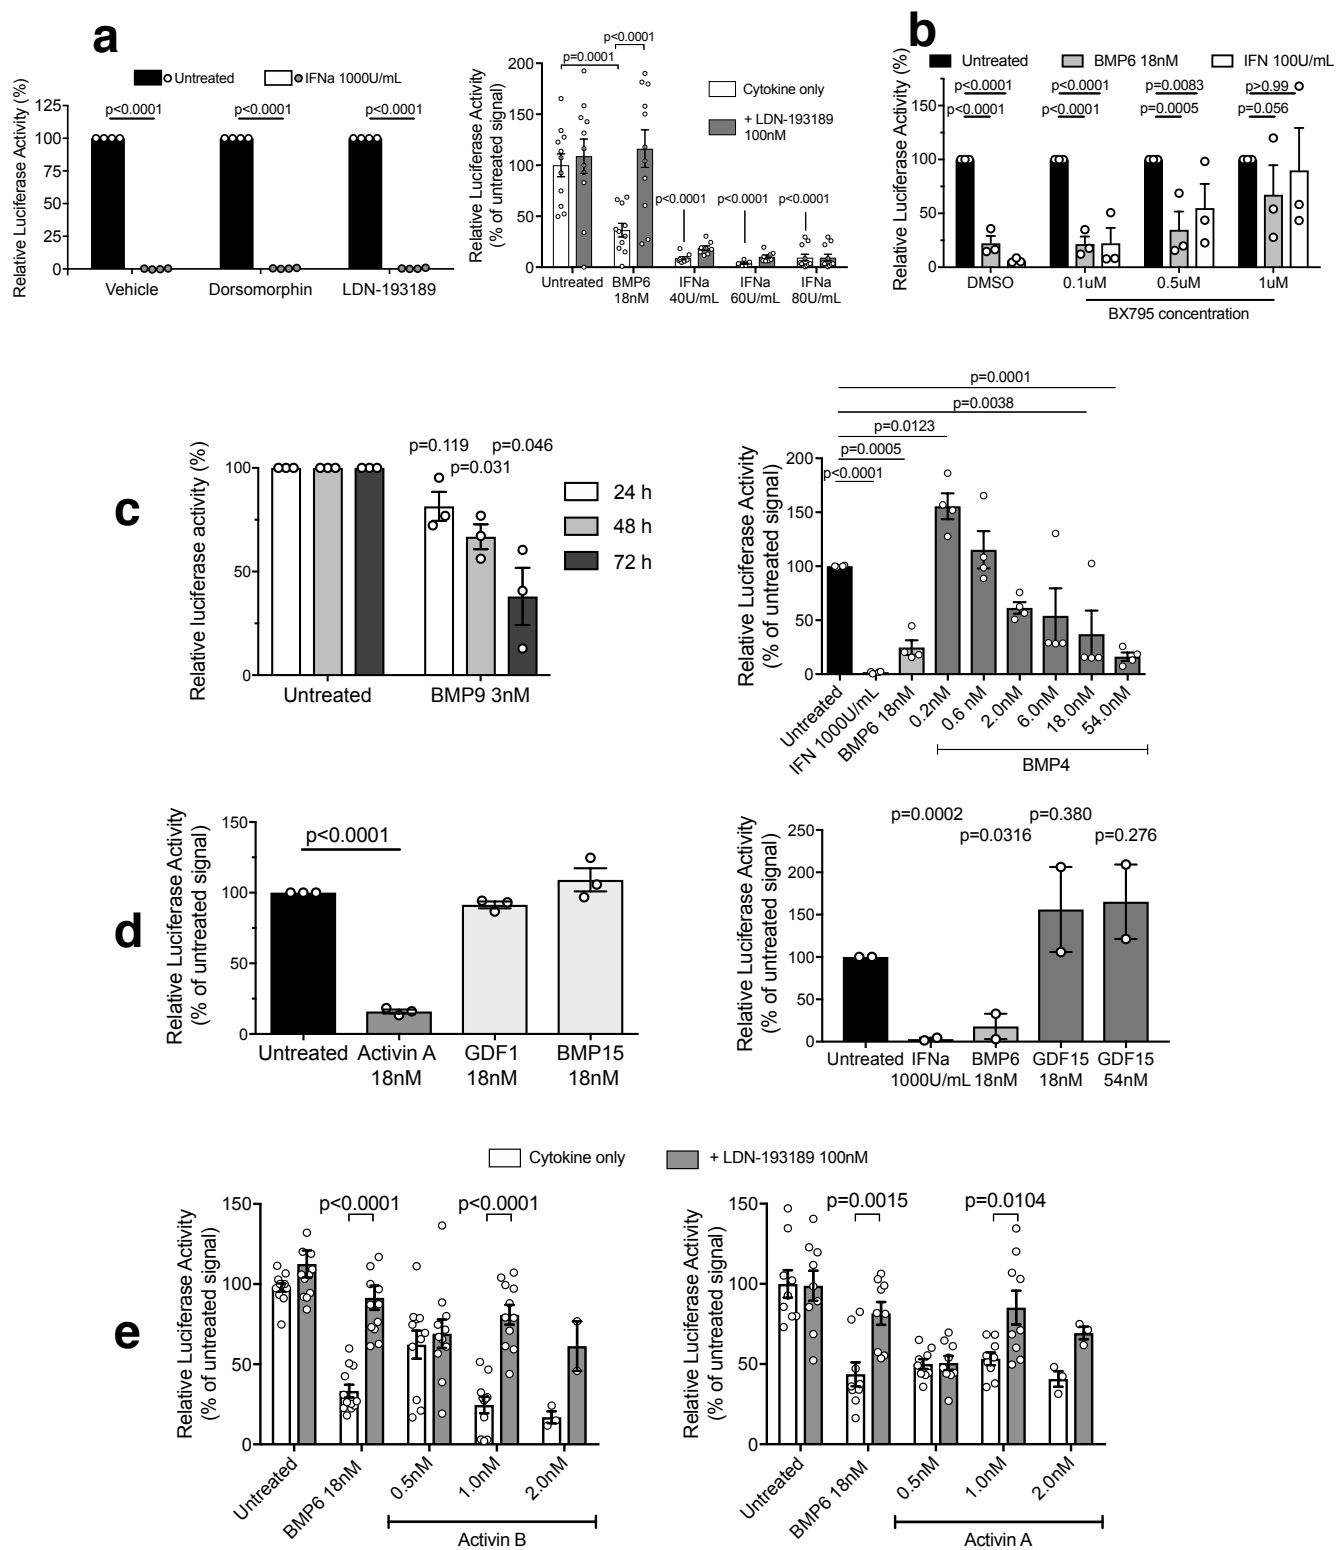 a
Untreated
IFNa 1000U/mL
Relative Luciferase Activity (%)
125
100
75
50
25
0
p<0.0001
p<0.0001
p<0.0001
Vehicle
Dorsomorphin
LDN-193189
Relative Luciferase Activity
(% of untreated signal)
200
150
100
50
0
p<0.0001
p=0.0001
Cytokine only
+ LDN-193189
100nM
p<0.0001
p<0.0001
p<0.0001
Untreated
BMP6
18nM
IFNa
40U/mL
IFNa
60U/mL
IFNa
80U/mL
b
Untreated
BMP6 18nM
IFN 100U/mL
Relative Luciferase Activity (%)
150
100
50
0
p<0.0001
p<0.0001
p<0.0001
p<0.0001
p=0.0083
p=0.0005
p>0.99
p=0.056
DMSO
0.1uM
0.5uM
1uM
BX795 concentration
c
Relative luciferase activity (%)
100
50
0
p=0.119
p=0.031
p=0.046
24 h
48 h
72 h
Untreated
BMP9 3nM
Relative Luciferase Activity
(% of untreated signal)
200
150
100
50
0
p=0.0001
p=0.0038
p=0.0123
p=0.0005
p<0.0001
Untreated
IFN 1000U/mL
BMP6 18nM
0.2nM
0.6 nM
2.0nM
6.0nM
18.0nM
54.0nM
BMP4
d
Relative Luciferase Activity
(% of untreated signal)
150
100
50
0
p<0.0001
Untreated
Activin A
18nM
GDF1
18nM
BMP15
18nM
Relative Luciferase Activity
(% of untreated signal)
250
200
150
100
50
0
p=0.0002
p=0.0316
p=0.380
p=0.276
Untreated
IFNa
1000U/mL
BMP6
18nM
GDF15
18nM
GDF15
54nM
e
Cytokine only
+ LDN-193189 100nM
Relative Luciferase Activity
(% of untreated signal)
150
100
50
0
p<0.0001
p<0.0001
Untreated
BMP6 18nM
0.5nM
1.0nM
2.0nM
Activin B
Relative Luciferase Activity
(% of untreated signal)
150
100
50
0
p=0.0015
p=0.0104
Untreated
BMP6 18nM
0.5nM
1.0nM
2.0nM
Activin A